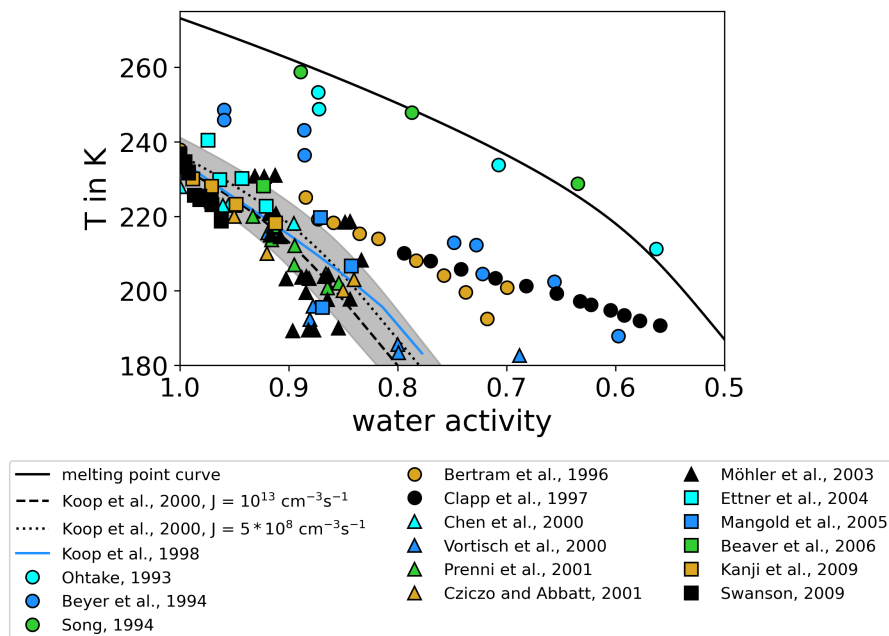 260
240
220
200
180
T in K
1.0
0.9
0.8
0.7
0.6
0.5
water activity
melting point curve
Koop et al., 2000, J = 10¹³ cm⁻³s⁻¹
Koop et al., 2000, J = 5 * 10⁸ cm⁻³s⁻¹
Koop et al., 1998
Ohtake, 1993
Beyer et al., 1994
Song, 1994
Bertram et al., 1996
Clapp et al., 1997
Chen et al., 2000
Vortisch et al., 2000
Prenni et al., 2001
Cziczo and Abbatt, 2001
Möhler et al., 2003
Ettner et al., 2004
Mangold et al., 2005
Beaver et al., 2006
Kanji et al., 2009
Swanson, 2009